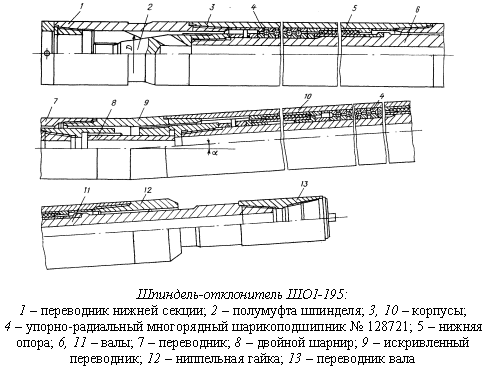 1 2 3 4 5 6
D
7 8 9 10 4
α
11 12 13
Шпиндель-отклонитель ШО1-195:
1 – переводник нижней секции; 2 – полумуфта шпинделя; 3, 10 – корпусы;
4 – упорно-радиальный многорядный шарикоподшипник № 128721; 5 – нижняя
опора; 6, 11 – валы; 7 – переводник; 8 – двойной шарнир; 9 – искривленный
переводник; 12 – ниппельная гайка; 13 – переводник вала